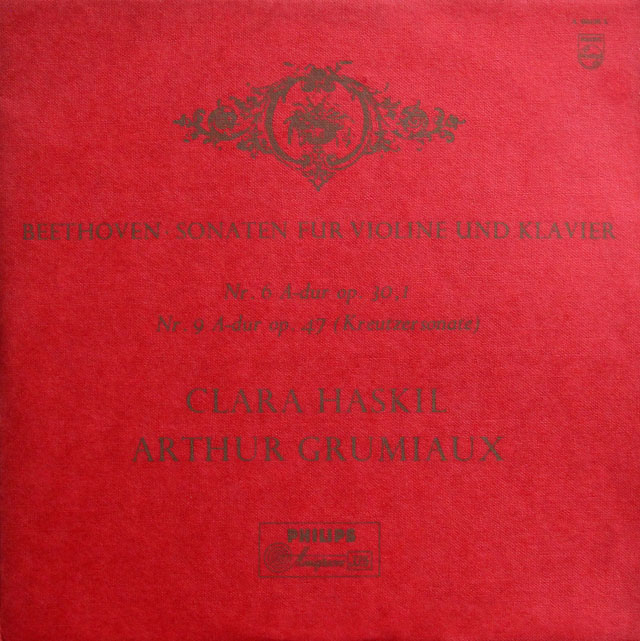 BEETHOVEN: SONATEN FÜR VIOLINE UND KLAVIER
Nr. 6 A-dur op. 30,1
Nr. 9 A-dur op. 47 (Kreutzersonate)
CLARA HASKIL
ARTHUR GRUMIAUX
PHILIPS